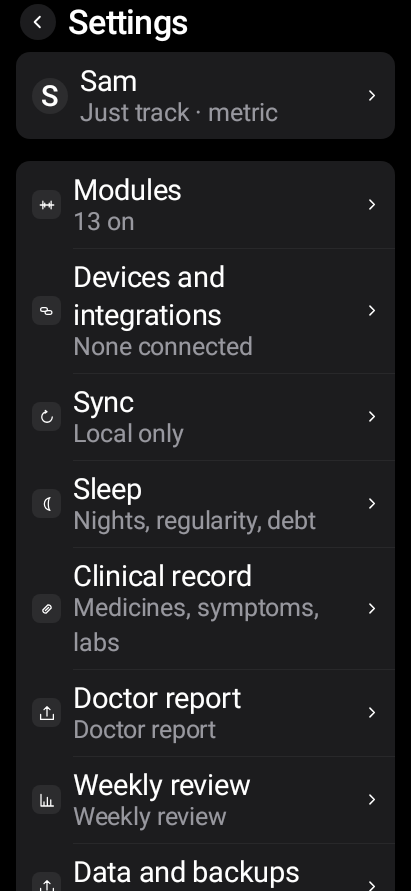 Settings
S
Sam
Just track · metric
Modules
13 on
Devices and
integrations
None connected
Sync
Local only
Sleep
Nights, regularity, debt
Clinical record
Medicines, symptoms,
labs
Doctor report
Doctor report
Weekly review
Weekly review
Data and backups